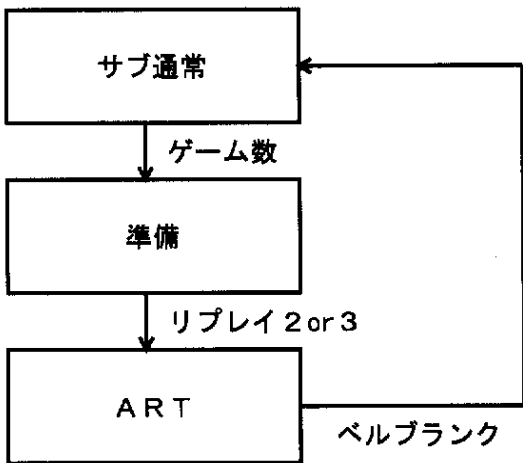 サブ通常
ゲーム数
準備
リプレイ2or3
ART
ベルブランク